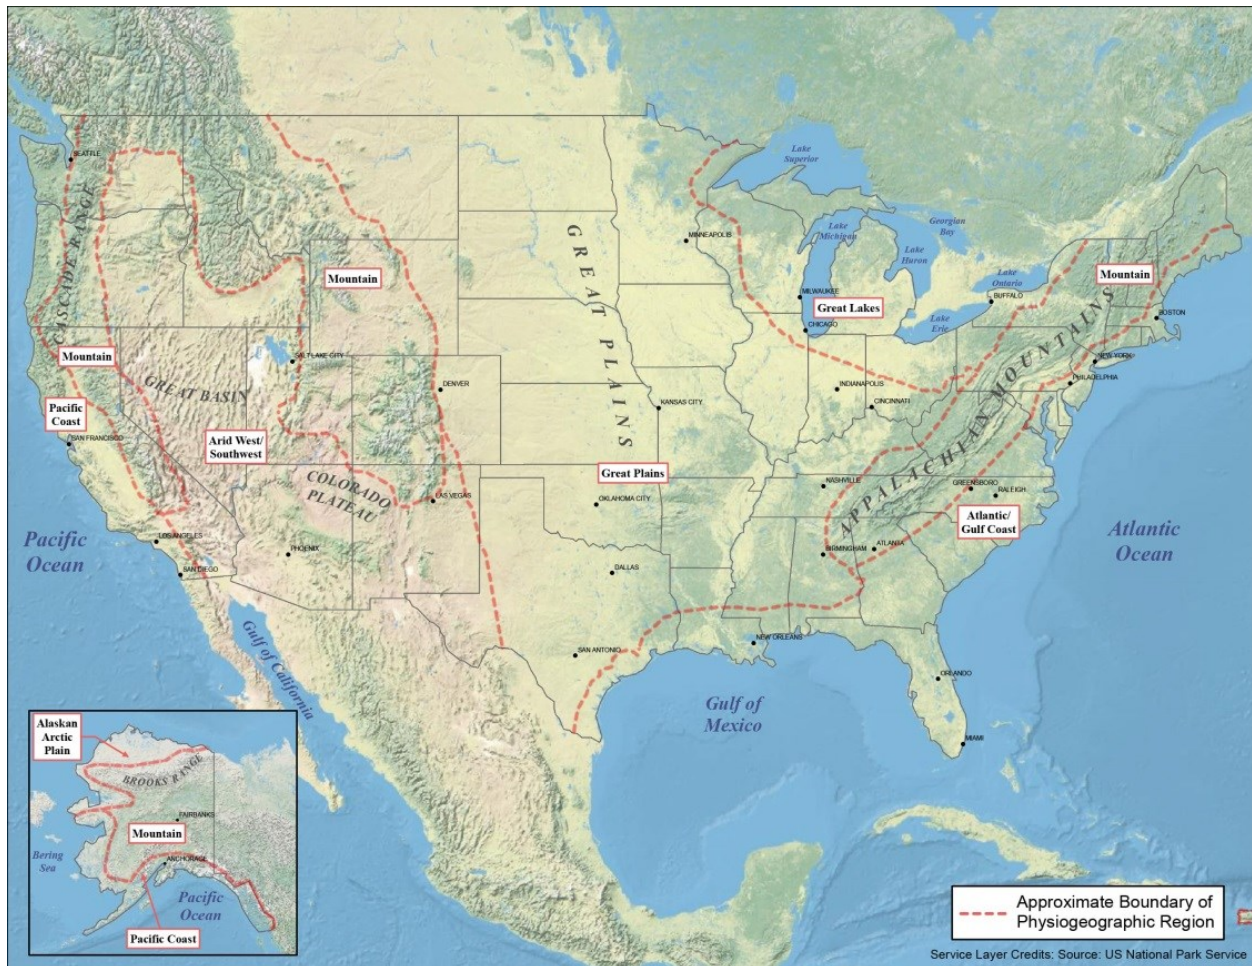 SEATTLE
CASCADE RANGE
Mountain
Mountain
Pacific
Coast
SAN FRANCISCO
GREAT BASIN
SALT LAKE CITY
Arid West/
Southwest
COLORADO
PLATEAU
LAS VEGAS
DENVER
LOS ANGELES
SAN DIEGO
PHOENIX
Pacific
Ocean
Gulf of California
GREAT PLAINS
MINNEAPOLIS
KANSAS CITY
Great Plains
OKLAHOMA CITY
DALLAS
SAN ANTONIO
Lake
Superior
Lake
Michigan
Lake
Huron
Georgian
Bay
Lake
Ontario
Lake
Erie
MILWAUKEE
Great Lakes
CHICAGO
BUFFALO
Mountain
BOSTON
NEW YORK
PHILADELPHIA
INDIANAPOLIS
CINCINNATI
APPALACHIAN MOUNTAINS
NASHVILLE
GREENSBORO
RALEIGH
Atlantic/
Gulf Coast
BIRMINGHAM
ATLANTA
Atlantic
Ocean
NEW ORLEANS
ORLANDO
MIAMI
Gulf of
Mexico
Alaskan
Arctic
Plain
BROOKS RANGE
FAIRBANKS
Mountain
ANCHORAGE
Bering
Sea
Pacific
Ocean
Pacific Coast
Approximate Boundary of
Physiogeographic Region
Service Layer Credits: Source: US National Park Service